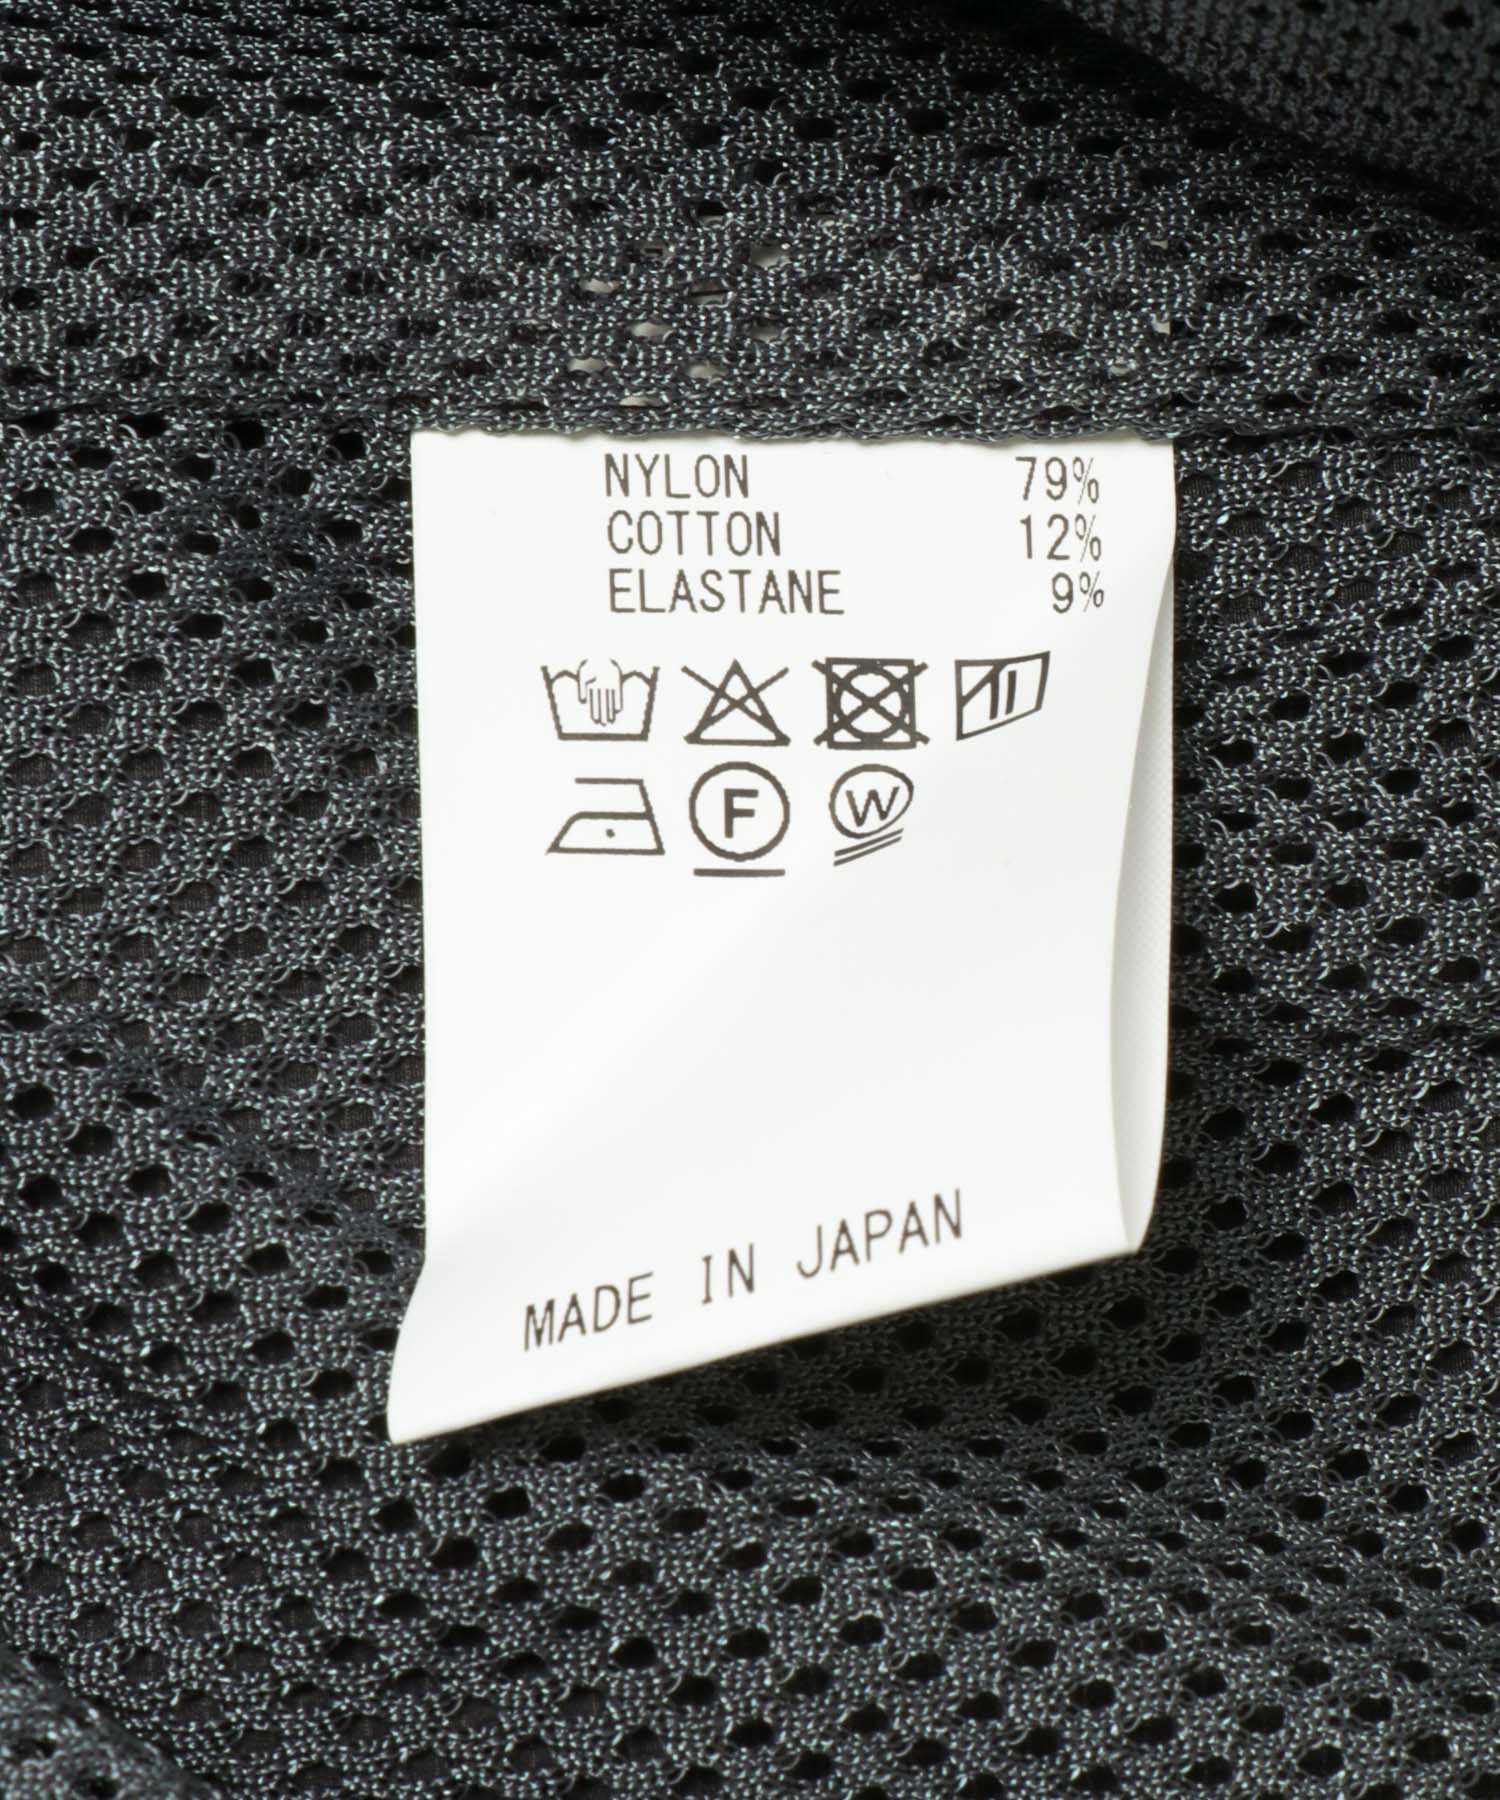 NYLON 79%
COTTON 12%
ELASTANE 9%
F W
MADE IN JAPAN